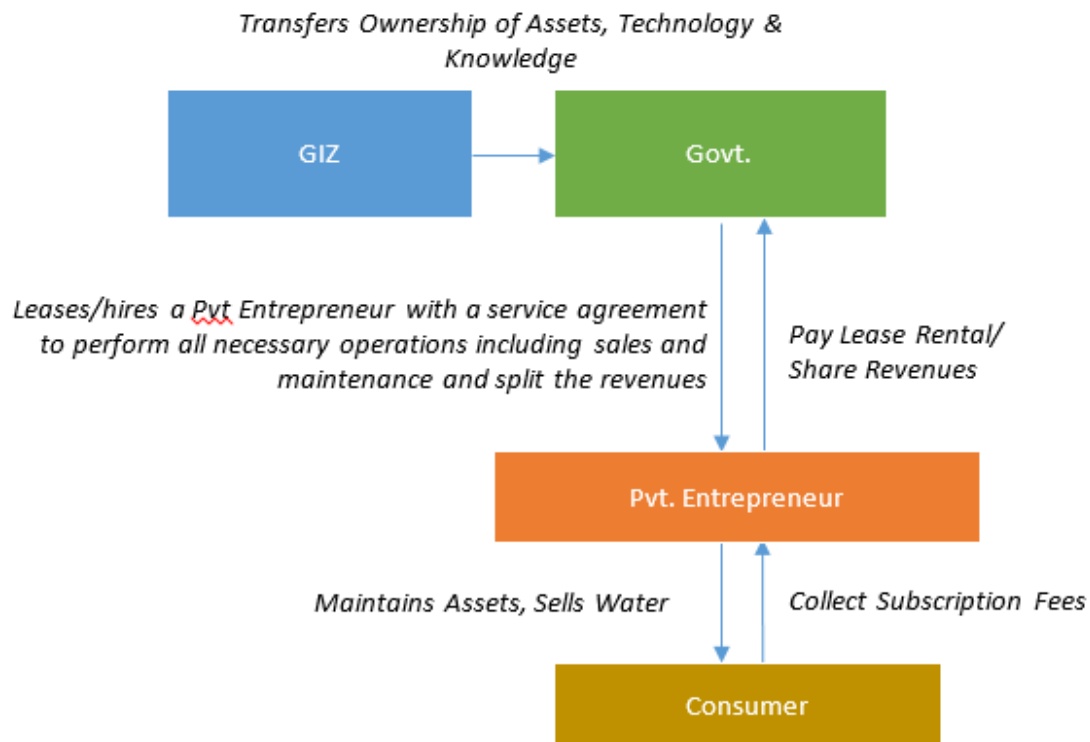 Transfers Ownership of Assets, Technology &
Knowledge
GIZ
Govt.
Leases/hires a Pvt Entrepreneur with a service agreement
to perform all necessary operations including sales and
maintenance and split the revenues
Pay Lease Rental/
Share Revenues
Pvt. Entrepreneur
Maintains Assets, Sells Water
Collect Subscription Fees
Consumer